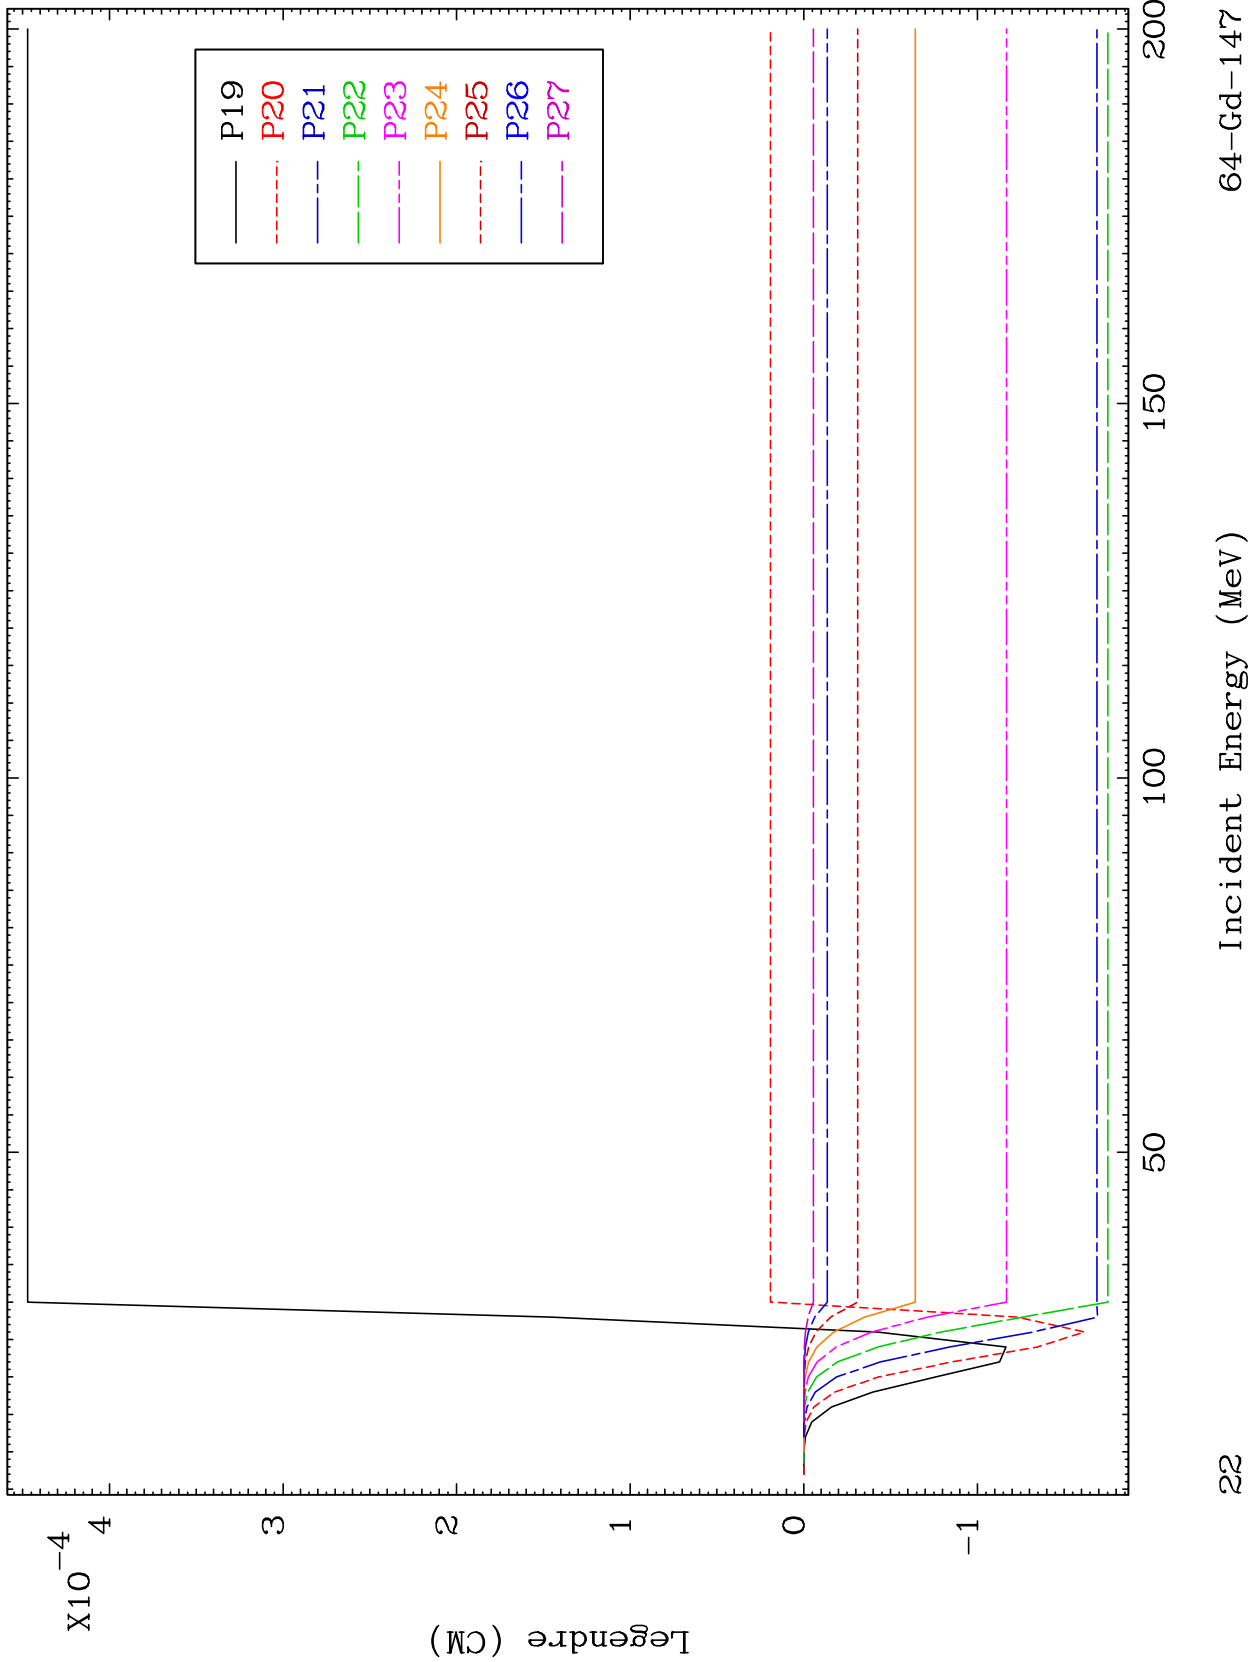 X10-4
4
3
2
1
0
-1
Legendre (CM)
P19
P20
P21
P22
P23
P24
P25
P26
P27
50
100
150
200
22
Incident Energy (MeV)
64-Gd-147